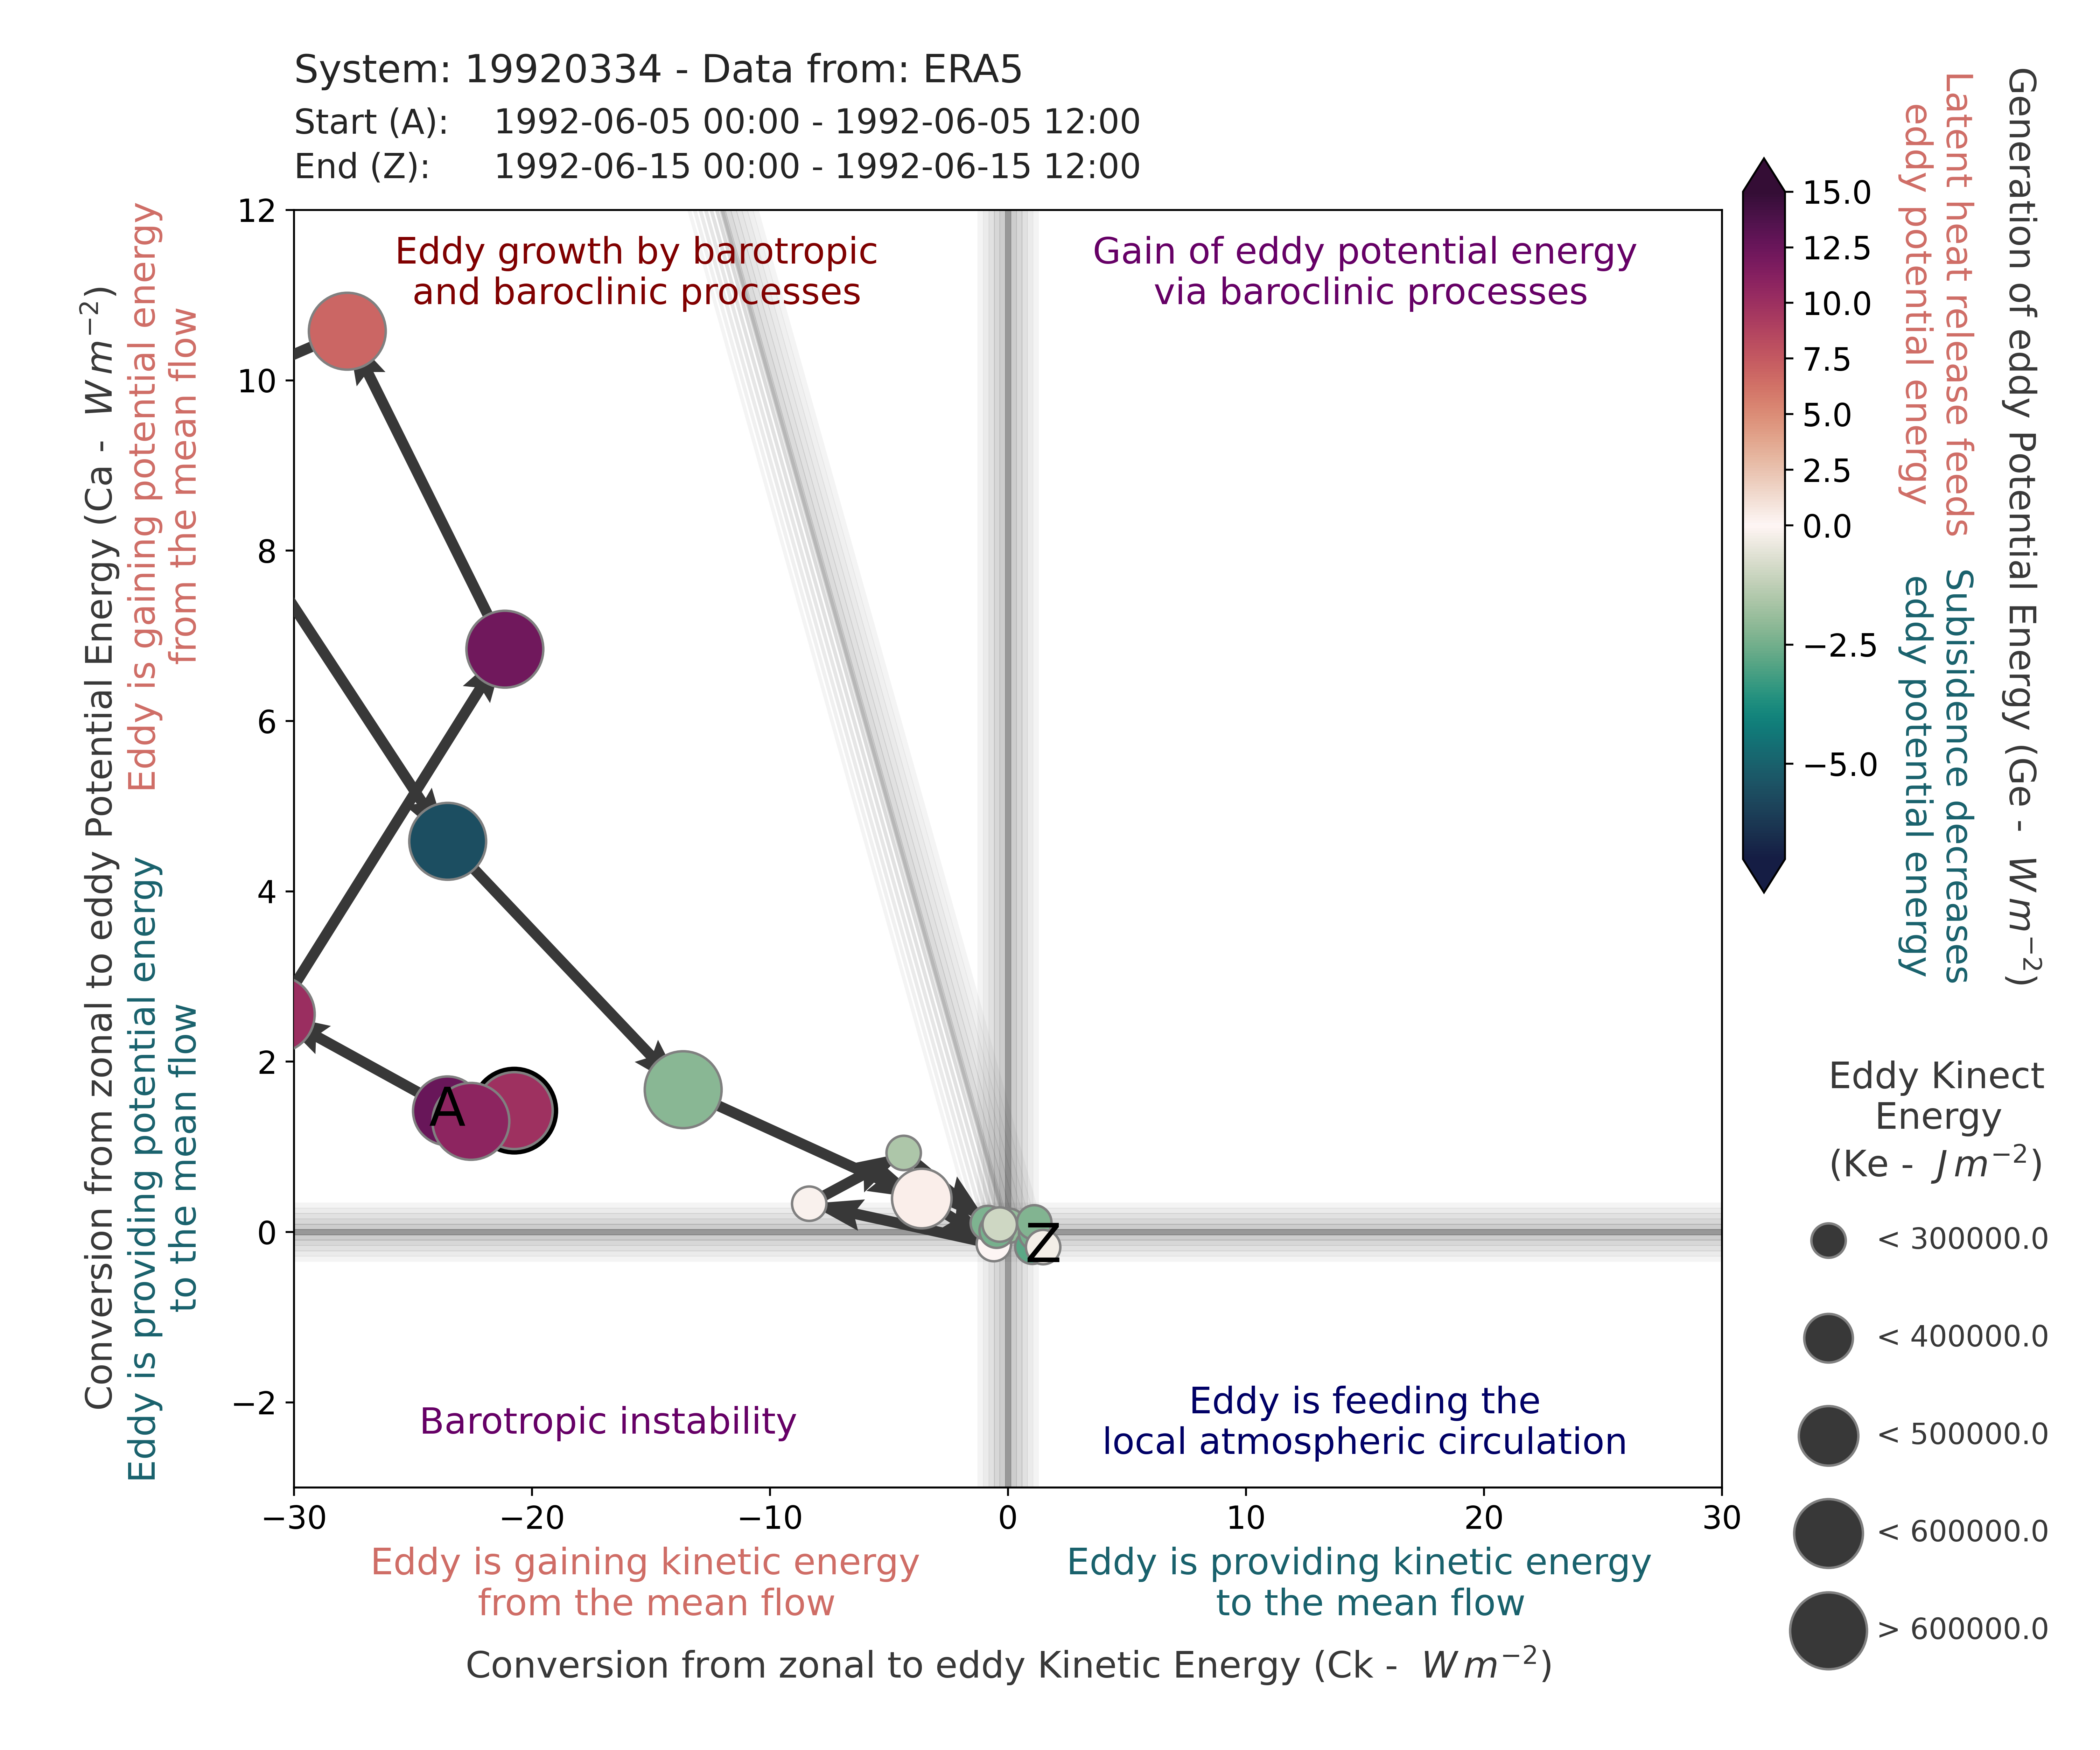 System: 19920334 - Data from: ERA5
Start (A): 1992-06-05 00:00 - 1992-06-05 12:00
End (Z): 1992-06-15 00:00 - 1992-06-15 12:00
Conversion from zonal to eddy Potential Energy (Ca - W m⁻²)
Eddy is gaining potential energy
from the mean flow
Eddy is providing potential energy
to the mean flow
12
10
8
6
4
2
0
−2
Eddy growth by barotropic
and baroclinic processes
Gain of eddy potential energy
via baroclinic processes
A
Z
Barotropic instability
Eddy is feeding the
local atmospheric circulation
−30
−20
−10
0
10
20
30
Eddy is gaining kinetic energy
from the mean flow
Eddy is providing kinetic energy
to the mean flow
Conversion from zonal to eddy Kinetic Energy (Ck - W m⁻²)
15.0
12.5
10.0
7.5
5.0
2.5
0.0
−2.5
−5.0
Latent heat release feeds
eddy potential energy
Subisidence decreases
eddy potential energy
Generation of eddy Potential Energy (Ge - W m⁻²)
Eddy Kinect
Energy
(Ke - J m⁻²)
< 300000.0
< 400000.0
< 500000.0
< 600000.0
> 600000.0